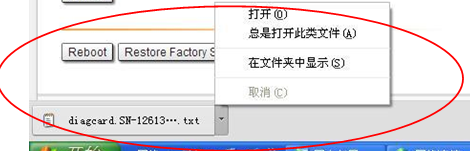 打开(O)
总是打开此类文件(A)
Reboot
Restore Factory S
在文件夹中显示(S)
取消(C)
diagcard.SN-12613···.txt
开始